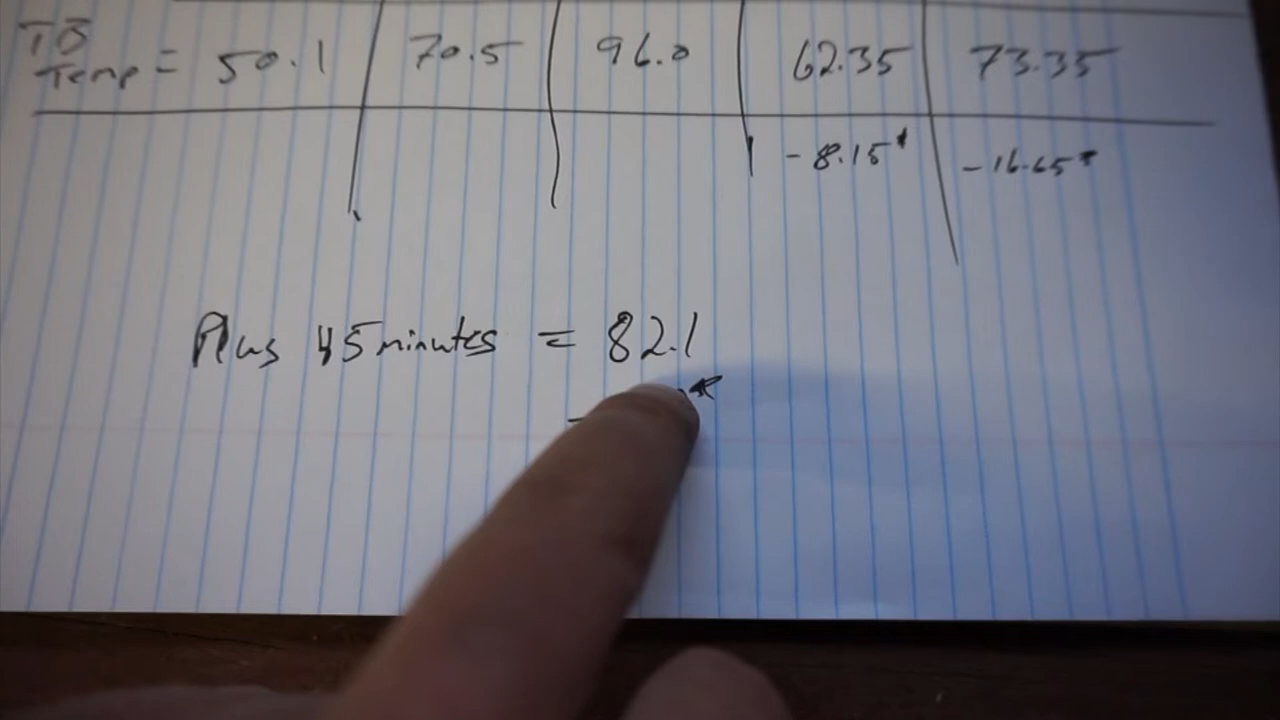 TB
Temp = 50.1 70.5 96.0 62.35 73.35
-8.15* -16.65*
Plus 45 minutes = 82.1